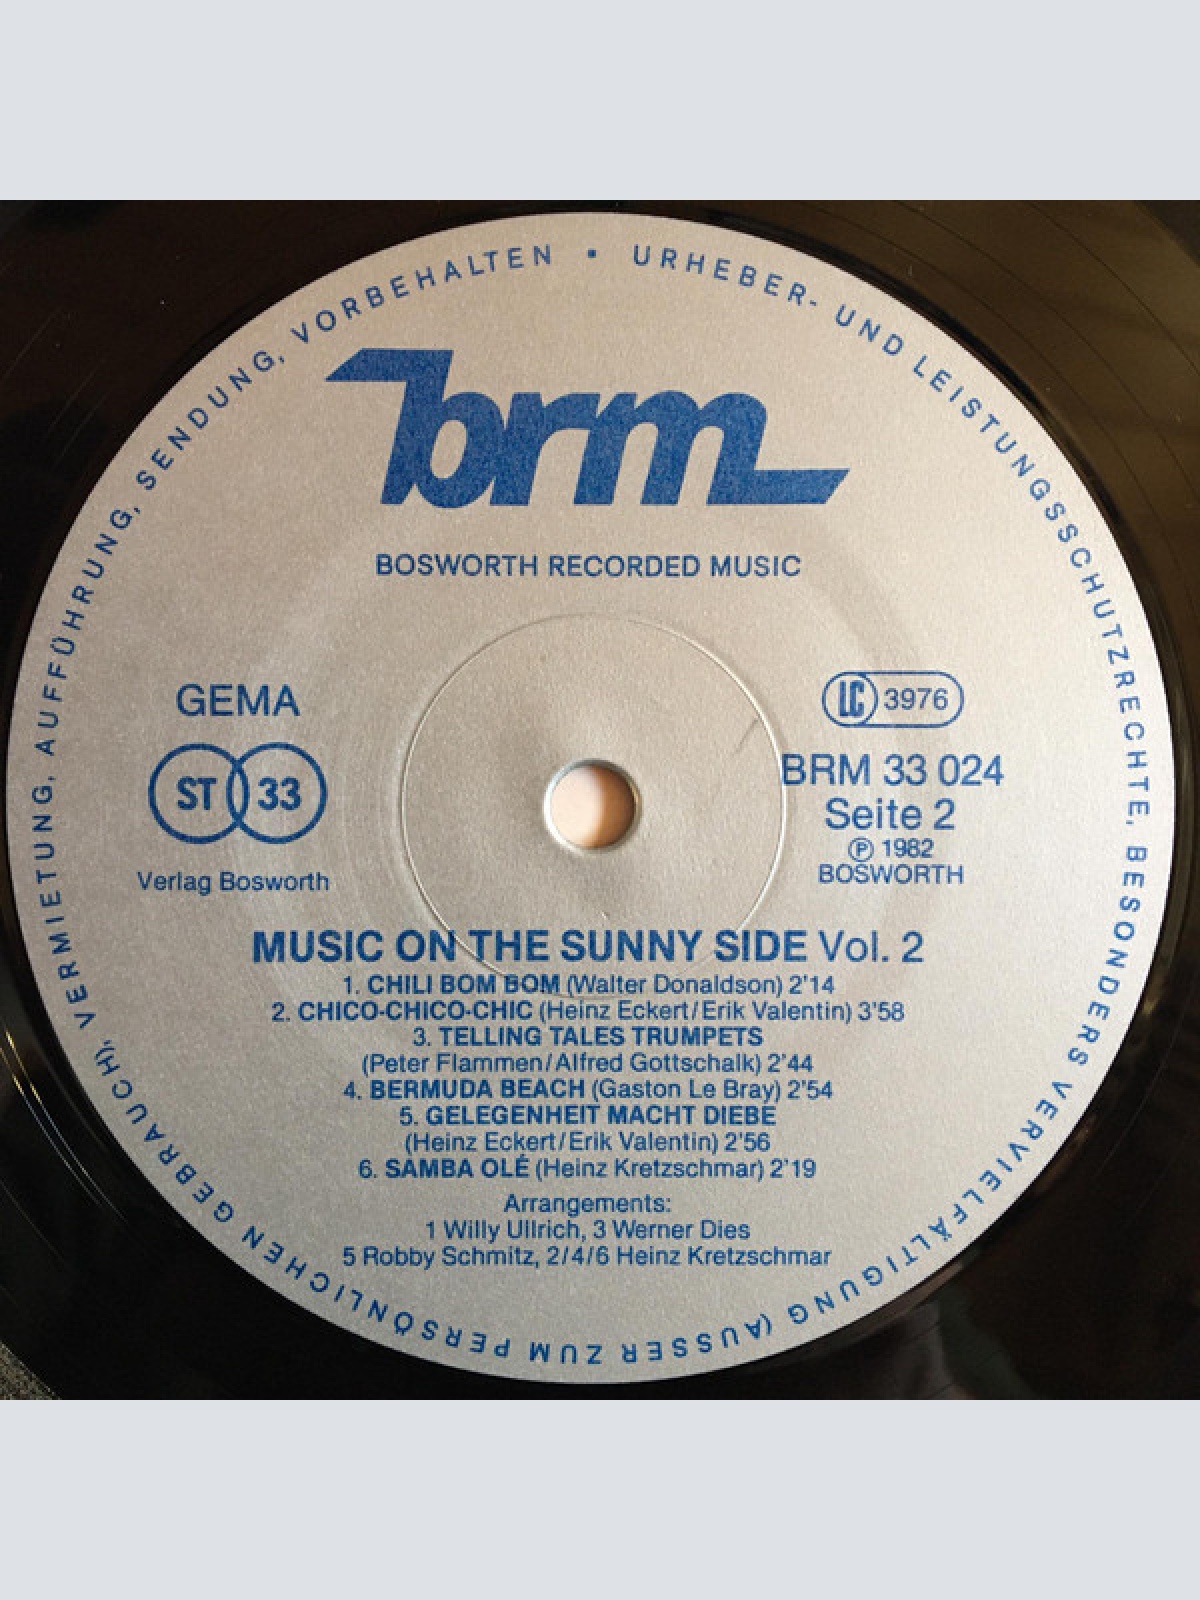 URHEBER- UND LEISTUNGSSCHUTZRECHTE, BESONDERS VERVIELFÄLTIGUNG (AUSSER ZUM PERSÖNLICHEN GEBRAUCH), VERMIETUNG, AUFFÜHRUNG, SENDUNG, VORBEHALTEN •
brm
BOSWORTH RECORDED MUSIC
GEMA
ST 33
Verlag Bosworth
LC 3976
BRM 33 024
Seite 2
Ⓟ 1982
BOSWORTH
MUSIC ON THE SUNNY SIDE Vol. 2
1. CHILI BOM BOM (Walter Donaldson) 2'14
2. CHICO-CHICO-CHIC (Heinz Eckert/Erik Valentin) 3'58
3. TELLING TALES TRUMPETS
(Peter Flammen/Alfred Gottschalk) 2'44
4. BERMUDA BEACH (Gaston Le Bray) 2'54
5. GELEGENHEIT MACHT DIEBE
(Heinz Eckert/Erik Valentin) 2'56
6. SAMBA OLÉ (Heinz Kretzschmar) 2'19
Arrangements:
1 Willy Ullrich, 3 Werner Dies
5 Robby Schmitz, 2/4/6 Heinz Kretzschmar